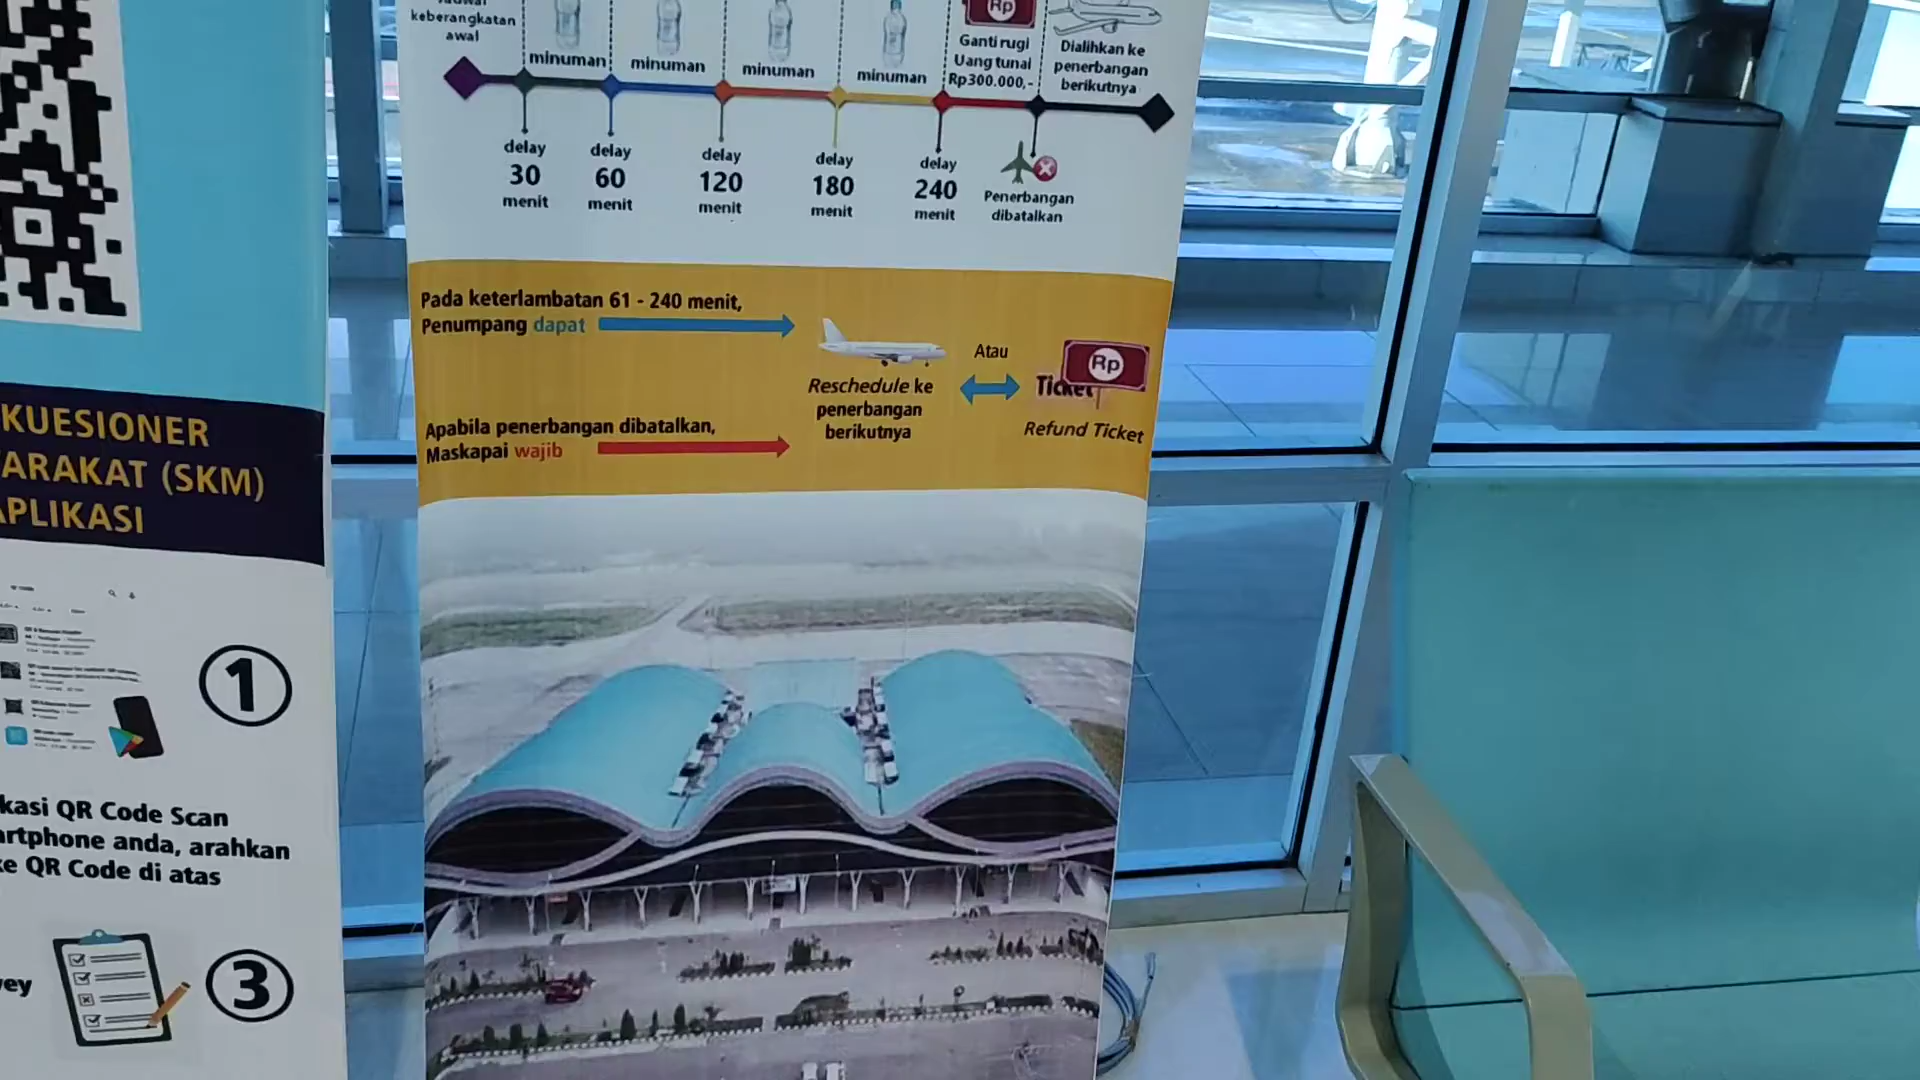 keberangkatan
awal
minuman
minuman
minuman
minuman
Rp
Ganti rugi
Uang tunai
Rp300.000,-
Dialihkan ke
penerbangan
berikutnya
delay
30
menit
delay
60
menit
delay
120
menit
delay
180
menit
delay
240
menit
Penerbangan
dibatalkan
Pada keterlambatan 61 - 240 menit,
Penumpang dapat
Reschedule ke
penerbangan
berikutnya
Atau
Rp
Ticket
Refund Ticket
Apabila penerbangan dibatalkan,
Maskapai wajib
KUESIONER
ARAKAT (SKM)
APLIKASI
1
kasi QR Code Scan
artphone anda, arahkan
ke QR Code di atas
vey
3